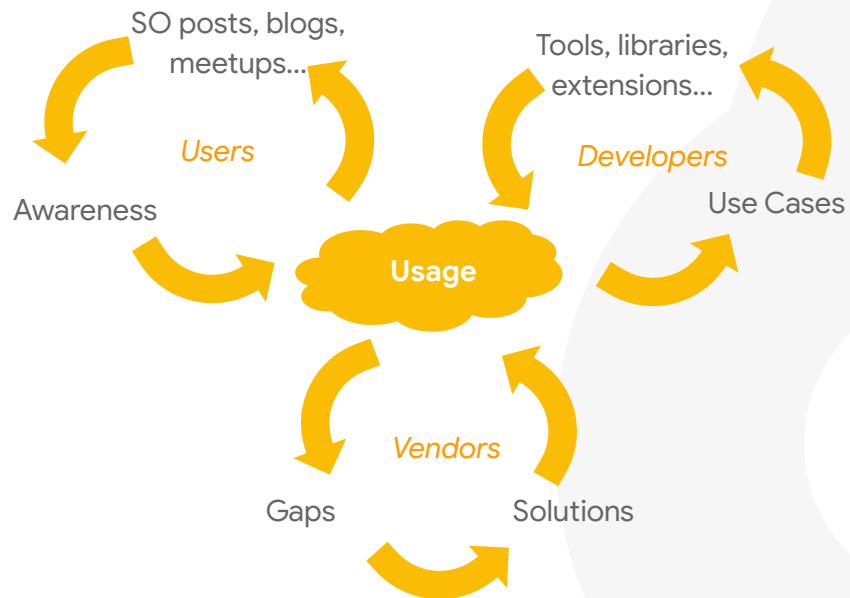 SO posts, blogs,
meetups...
Tools, libraries,
extensions...
Users
Developers
Awareness
Use Cases
Usage
Vendors
Gaps
Solutions